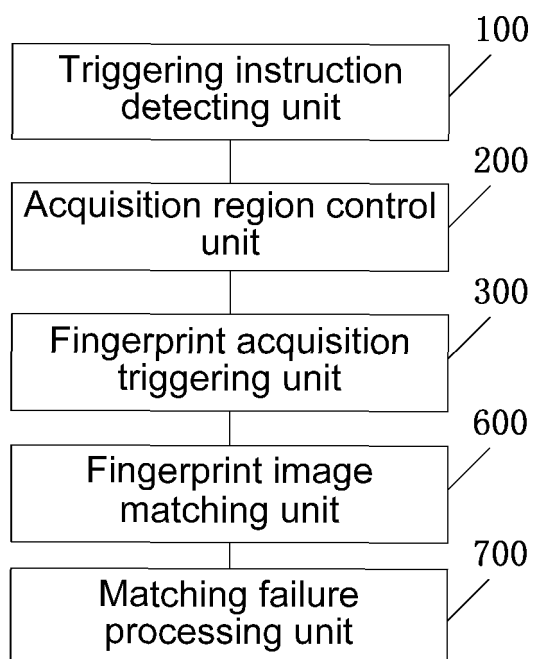 100
Triggering instruction
detecting unit
200
Acquisition region control
unit
300
Fingerprint acquisition
triggering unit
600
Fingerprint image
matching unit
700
Matching failure
processing unit